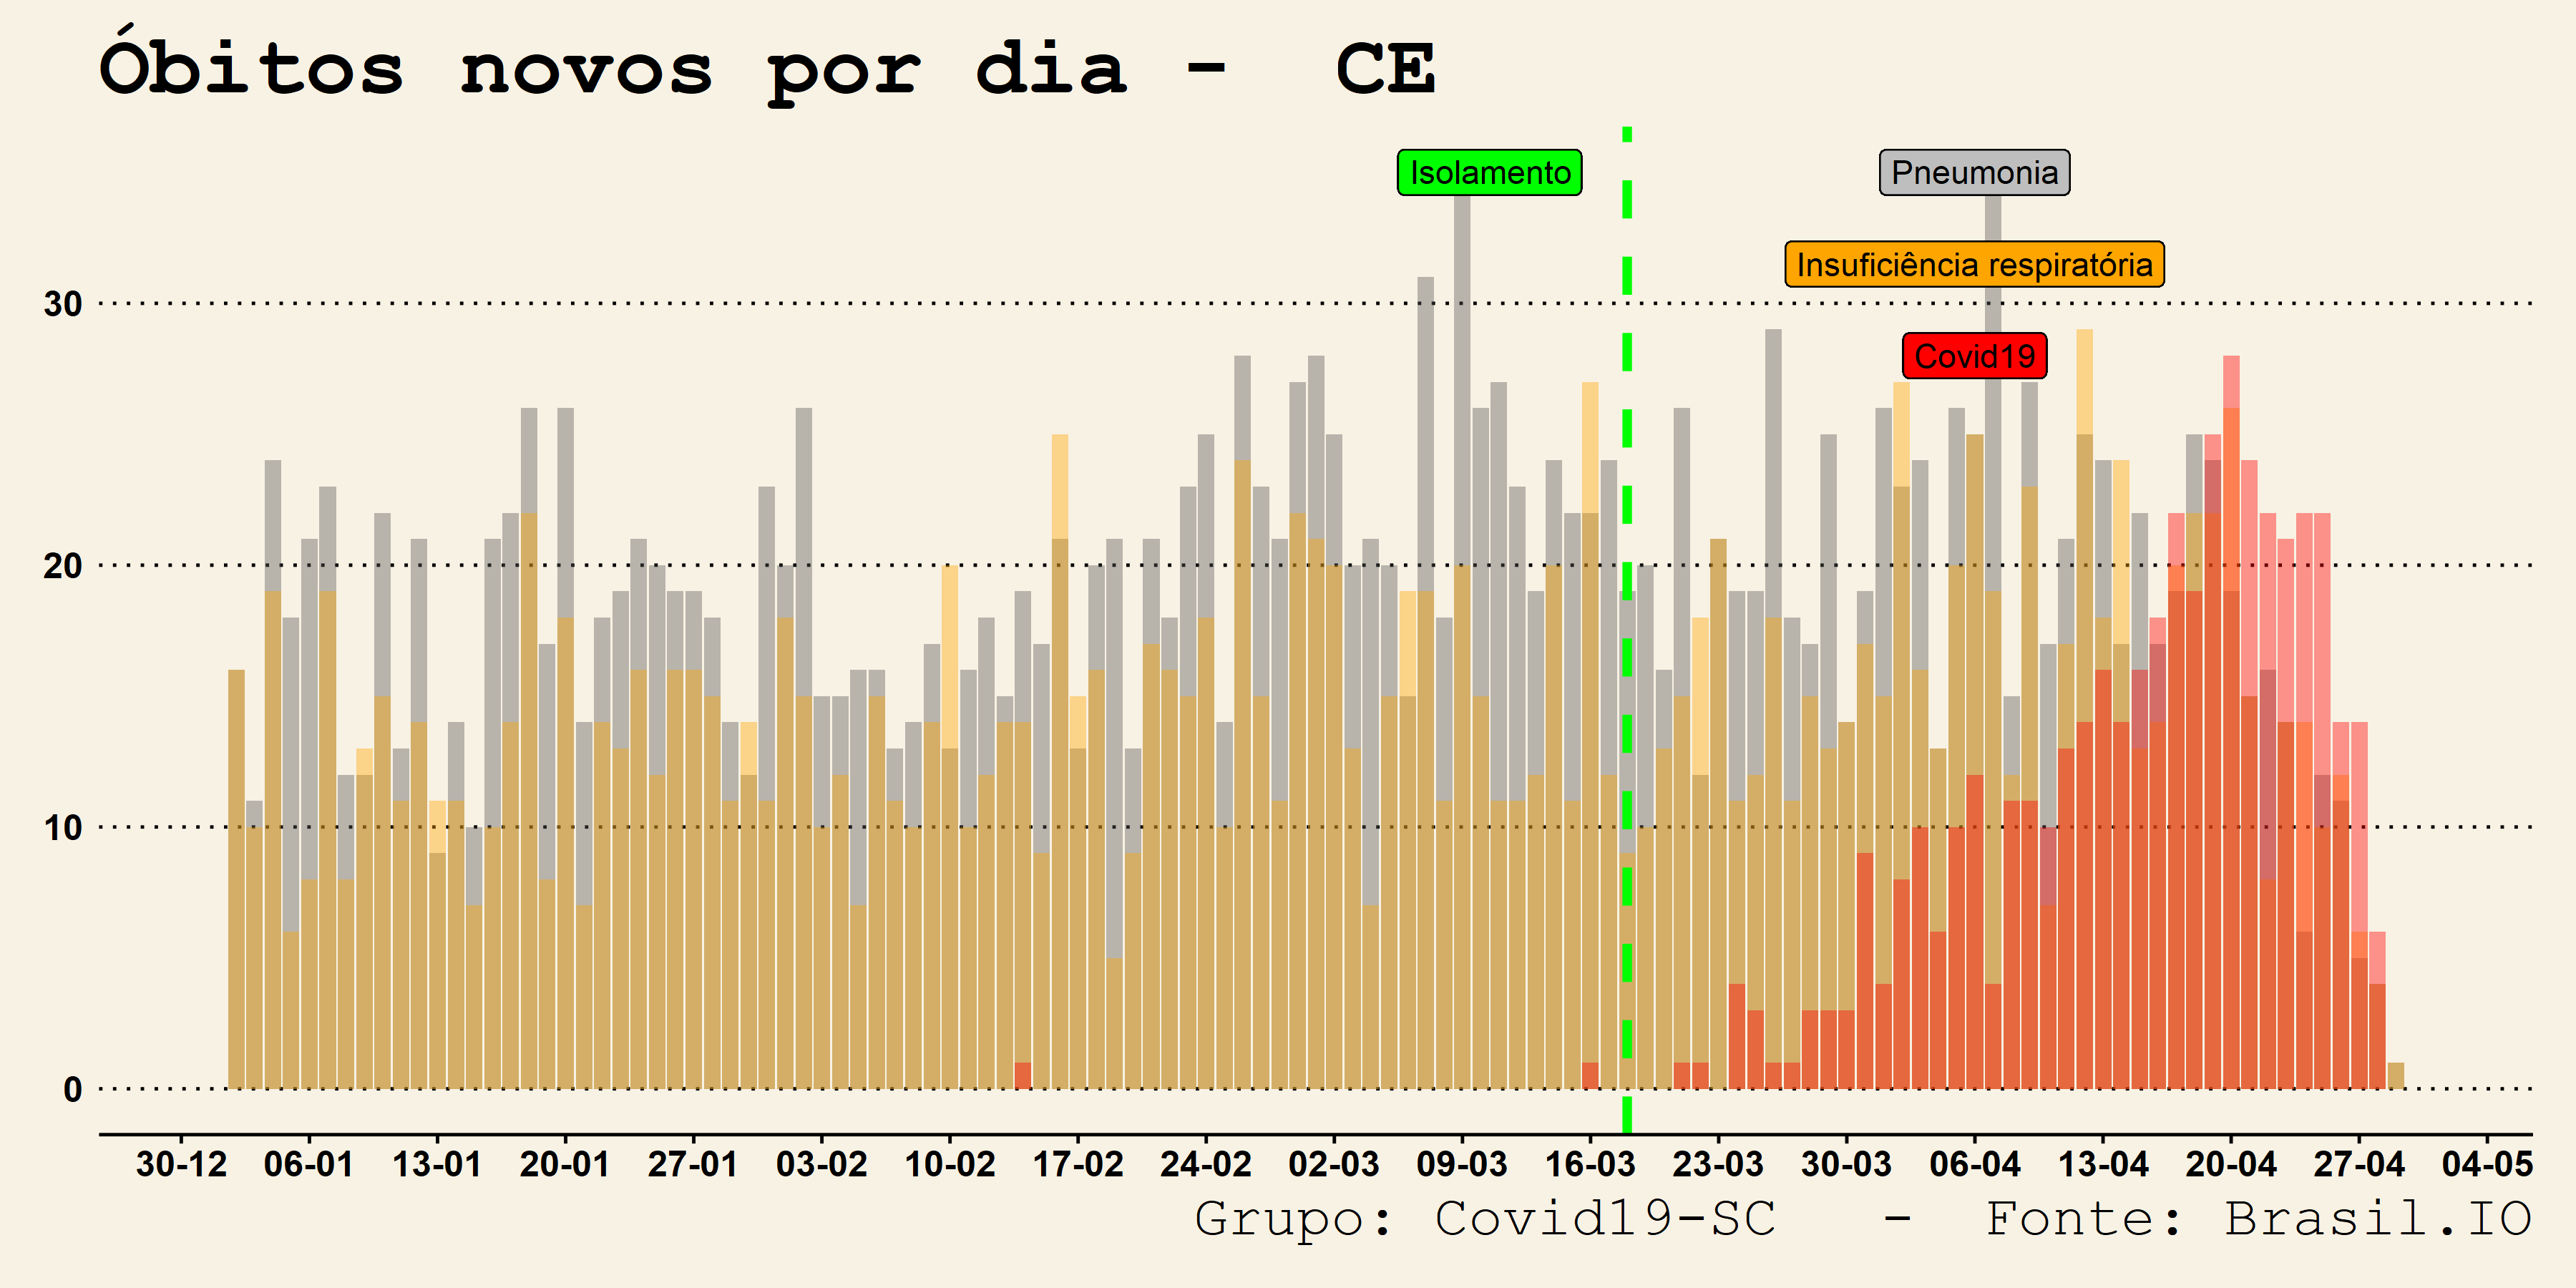 Óbitos novos por dia -  CE
Isolamento
Pneumonia
Insuficiência respiratória
Covid19
30
20
10
0
30-12 06-01 13-01 20-01 27-01 03-02 10-02 17-02 24-02 02-03 09-03 16-03 23-03 30-03 06-04 13-04 20-04 27-04 04-05
Grupo: Covid19-SC  -  Fonte: Brasil.IO